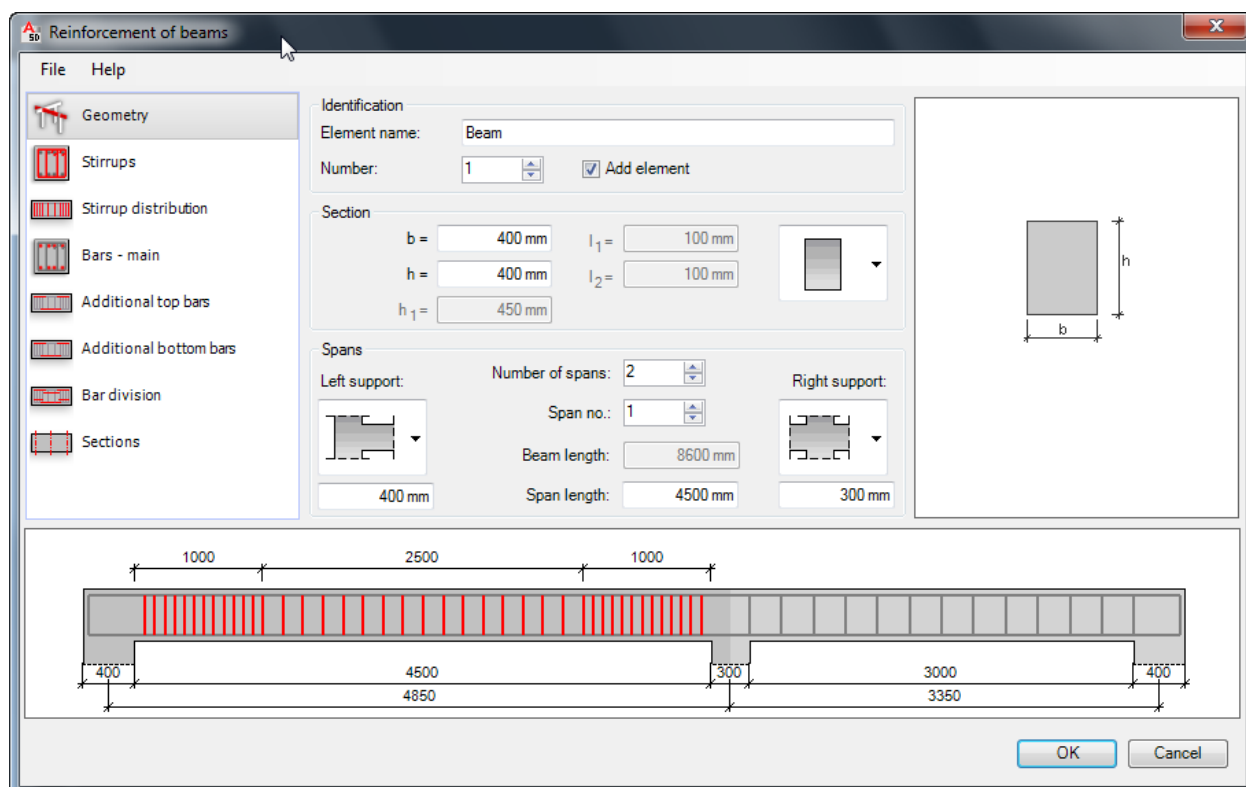 Reinforcement of beams
File Help
Geometry
Stirrups
Stirrup distribution
Bars - main
Additional top bars
Additional bottom bars
Bar division
Sections
Identification
Element name: Beam
Number: 1 Add element
Section
b = 400 mm l1= 100 mm
h = 400 mm l2= 100 mm
h1= 450 mm
Spans
Left support: Number of spans: 2 Right support:
Span no.: 1
Beam length: 8600 mm
400 mm Span length: 4500 mm 300 mm
h
b
1000 2500 1000
400 4500 300 3000 400
4850 3350
OK Cancel